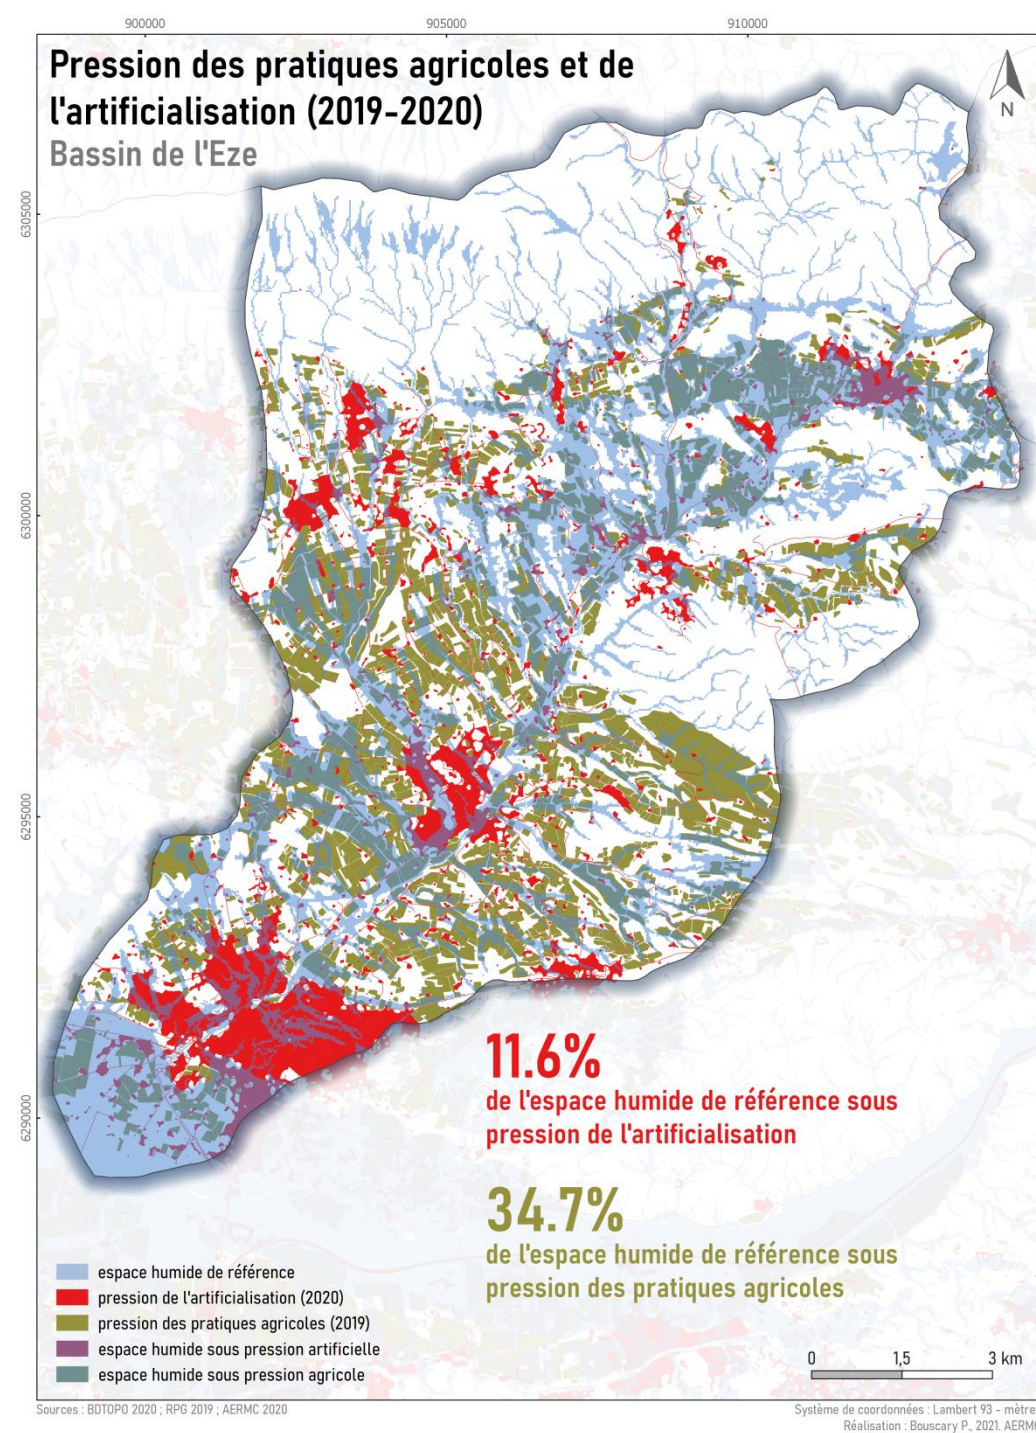 900000
905000
910000
Pression des pratiques agricoles et de
l'artificialisation (2019-2020)
Bassin de l'Eze
N
6305000
6300000
6295000
6290000
11.6%
de l'espace humide de référence sous
pression de l'artificialisation
34.7%
de l'espace humide de référence sous
pression des pratiques agricoles
espace humide de référence
pression de l'artificialisation (2020)
pression des pratiques agricoles (2019)
espace humide sous pression artificielle
espace humide sous pression agricole
0 1,5 3 km
Sources : BDTOPO 2020 ; RPG 2019 ; AERMC 2020
Système de coordonnées : Lambert 93 - mètre
Réalisation : Bouscary P., 2021. AERMC